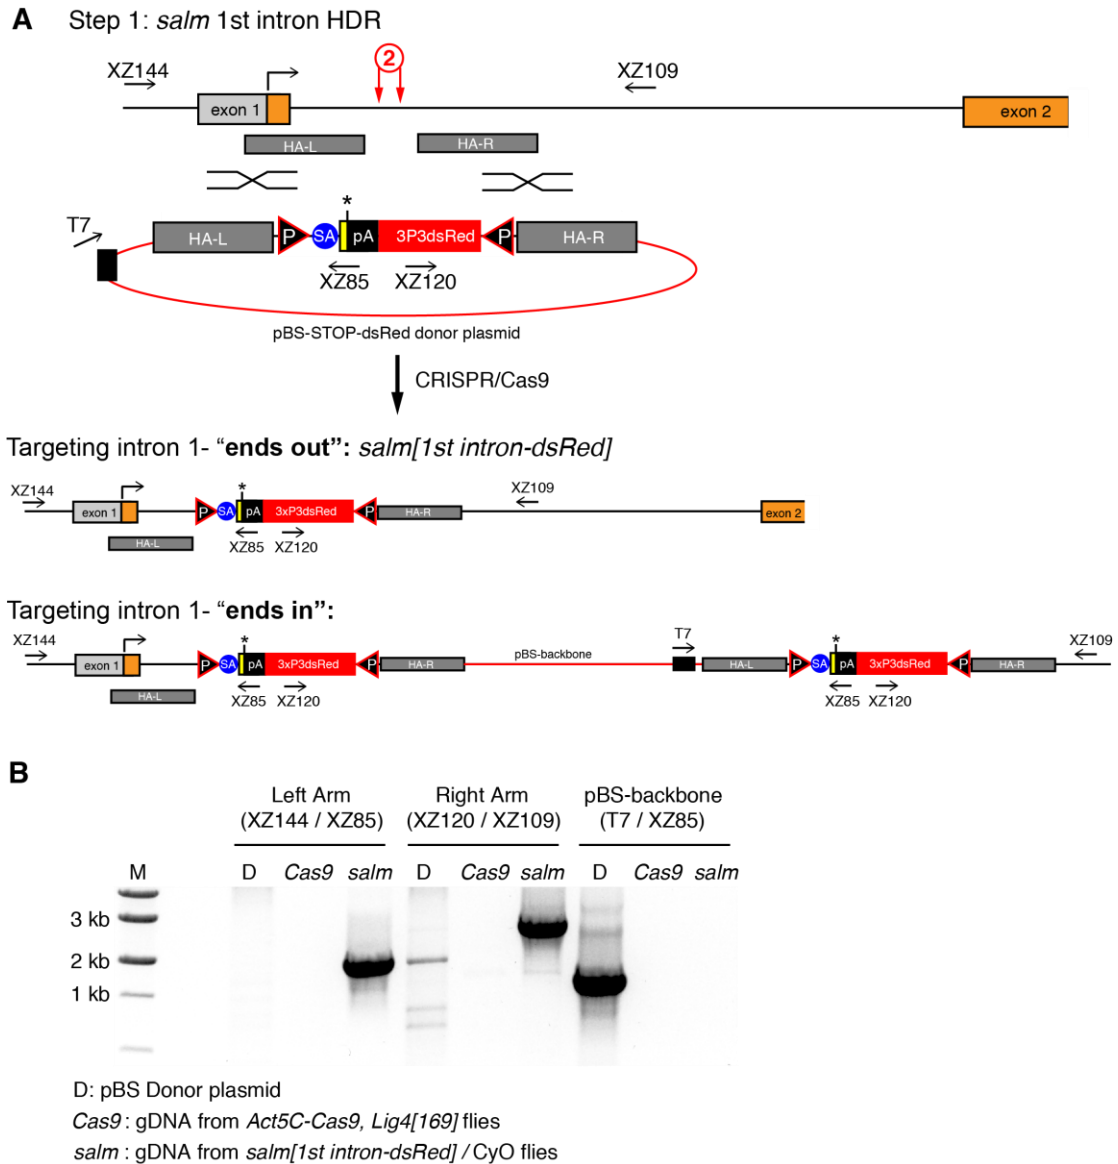 A Step 1: salm 1st intron HDR
XZ144
2
XZ109
exon 1
exon 2
HA-L
HA-R
T7
*
HA-L
P
SA
pA
3P3dsRed
P
HA-R
XZ85
XZ120
pBS-STOP-dsRed donor plasmid
CRISPR/Cas9
Targeting intron 1- “ends out”: salm[1st intron-dsRed]
XZ144
*
XZ109
exon 1
P
SA
pA
3xP3dsRed
P
HA-R
exon 2
HA-L
XZ85
XZ120
Targeting intron 1- “ends in”:
XZ144
*
T7
*
XZ109
exon 1
P
SA
pA
3xP3dsRed
P
HA-R
pBS-backbone
HA-L
P
SA
pA
3xP3dsRed
P
HA-R
HA-L
XZ85
XZ120
XZ85
XZ120
B
Left Arm
(XZ144 / XZ85)
Right Arm
(XZ120 / XZ109)
pBS-backbone
(T7 / XZ85)
M D Cas9 salm D Cas9 salm D Cas9 salm
3 kb
2 kb
1 kb
D: pBS Donor plasmid
Cas9 : gDNA from Act5C-Cas9, Lig4[169] flies
salm : gDNA from salm[1st intron-dsRed] / CyO flies